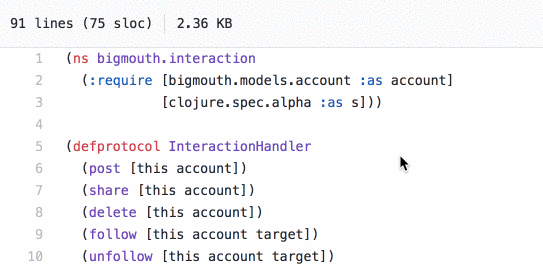 91 lines (75 sloc) 2.36 KB
1 (ns bigmouth.interaction
2 (:require [bigmouth.models.account :as account]
3 [clojure.spec.alpha :as s]))
4
5 (defprotocol InteractionHandler
6 (post [this account])
7 (share [this account])
8 (delete [this account])
9 (follow [this account target])
10 (unfollow [this account target])